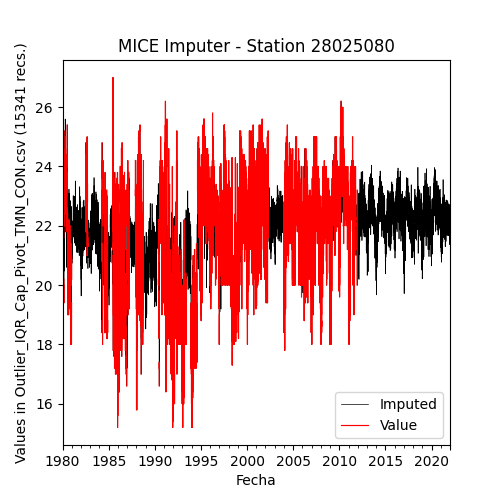 MICE Imputer - Station 28025080
Values in Outlier_IQR_Cap_Pivot_TMN_CON.csv (15341 recs.)
26
24
22
20
18
16
1980 1985 1990 1995 2000 2005 2010 2015 2020
Fecha
Imputed
Value